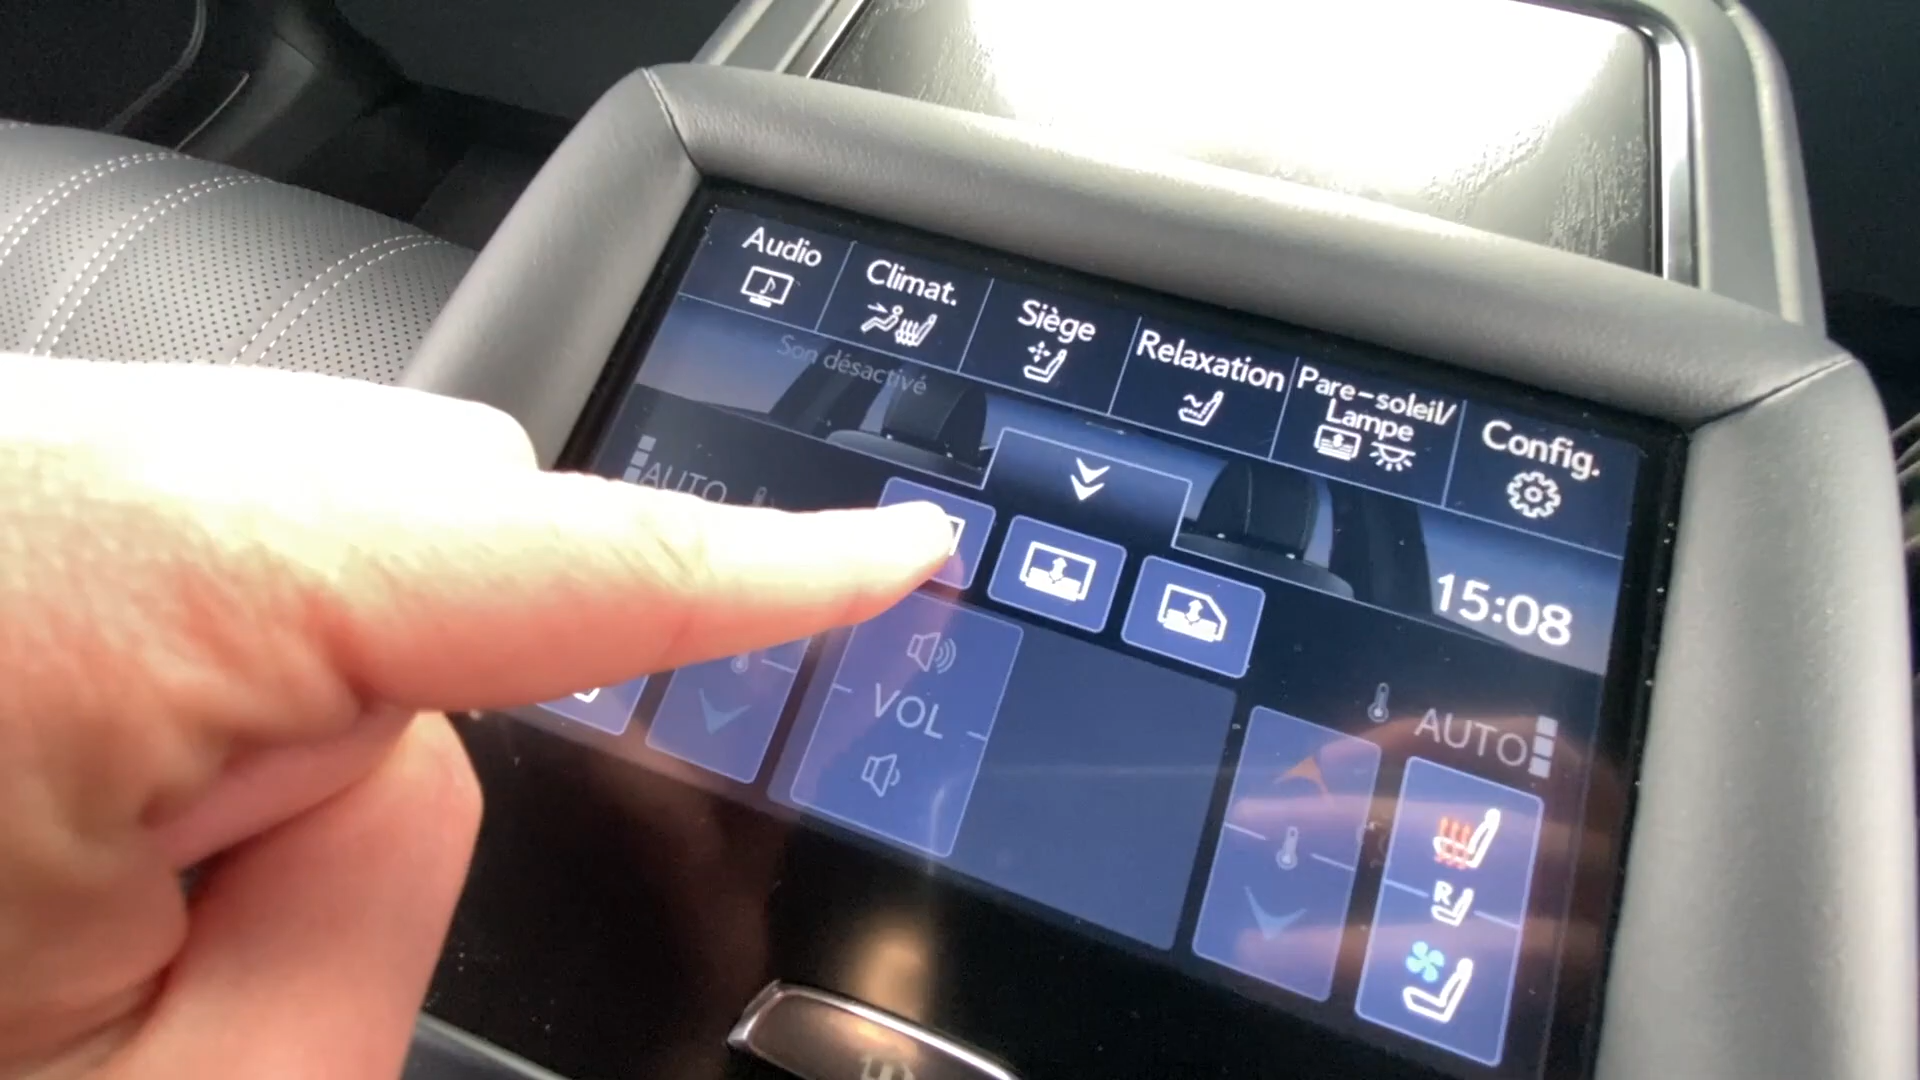 Audio
Climat.
Siège
Relaxation
Pare-soleil/
Lampe
Config.
Son désactivé
AUTO
15:08
VOL
AUTO
R